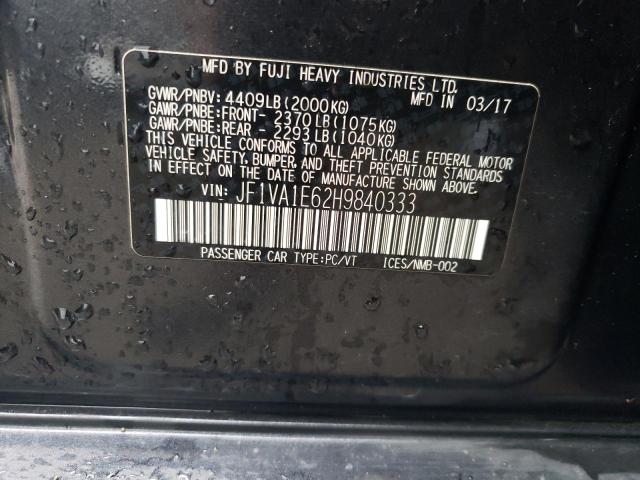 MFD BY FUJI HEAVY INDUSTRIES LTD.
GVWR/PNBV: 4409LB(2000KG) MFD IN 03/17
GAWR/PNBE:FRONT- 2370LB(1075KG)
GAWR/PNBE:REAR - 2293LB(1040KG)
THIS VEHICLE CONFORMS TO ALL APPLICABLE FEDERAL MOTOR
VEHICLE SAFETY, BUMPER, AND THEFT PREVENTION STANDARDS
IN EFFECT ON THE DATE OF MANUFACTURE SHOWN ABOVE.
VIN: JF1VA1E62H9840333
PASSENGER CAR TYPE:PC/VT ICES/NMB-002